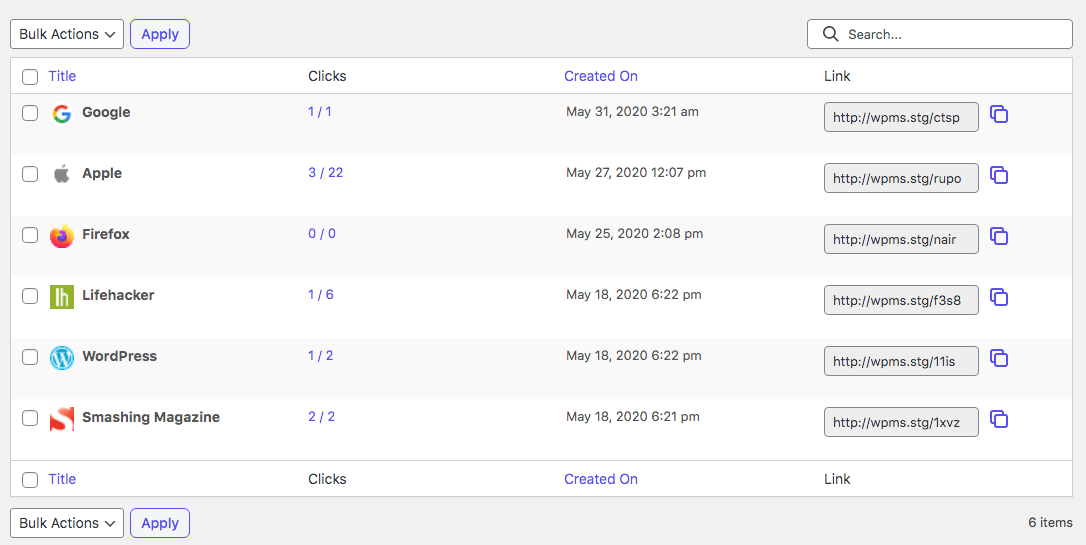 Bulk Actions Apply Search...
Title Clicks Created On Link
Google 1 / 1 May 31, 2020 3:21 am http://wpms.stg/ctsp
Apple 3 / 22 May 27, 2020 12:07 pm http://wpms.stg/rupo
Firefox 0 / 0 May 25, 2020 2:08 pm http://wpms.stg/nair
lh Lifehacker 1 / 6 May 18, 2020 6:22 pm http://wpms.stg/f3s8
WordPress 1 / 2 May 18, 2020 6:22 pm http://wpms.stg/11is
Smashing Magazine 2 / 2 May 18, 2020 6:21 pm http://wpms.stg/1xvz
Title Clicks Created On Link
Bulk Actions Apply 6 items